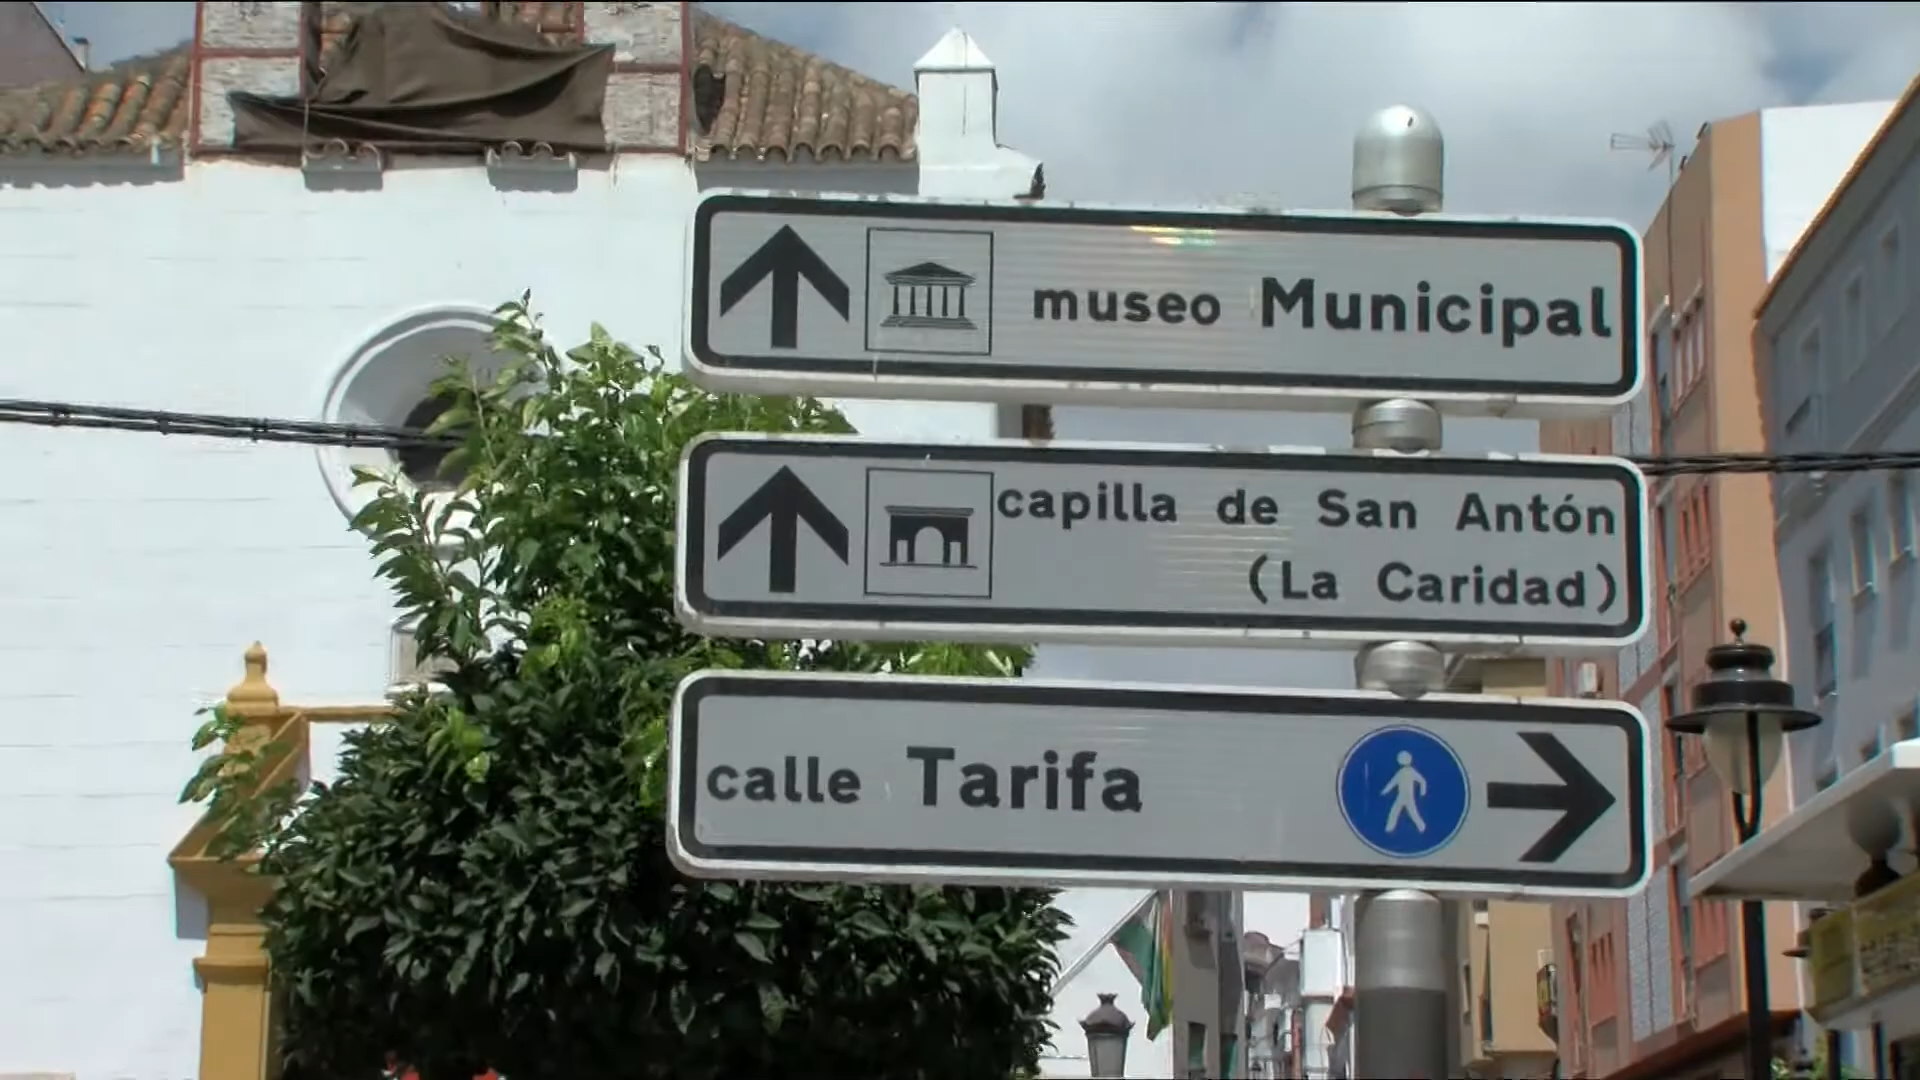 museo Municipal
capilla de San Antón
(La Caridad)
calle Tarifa